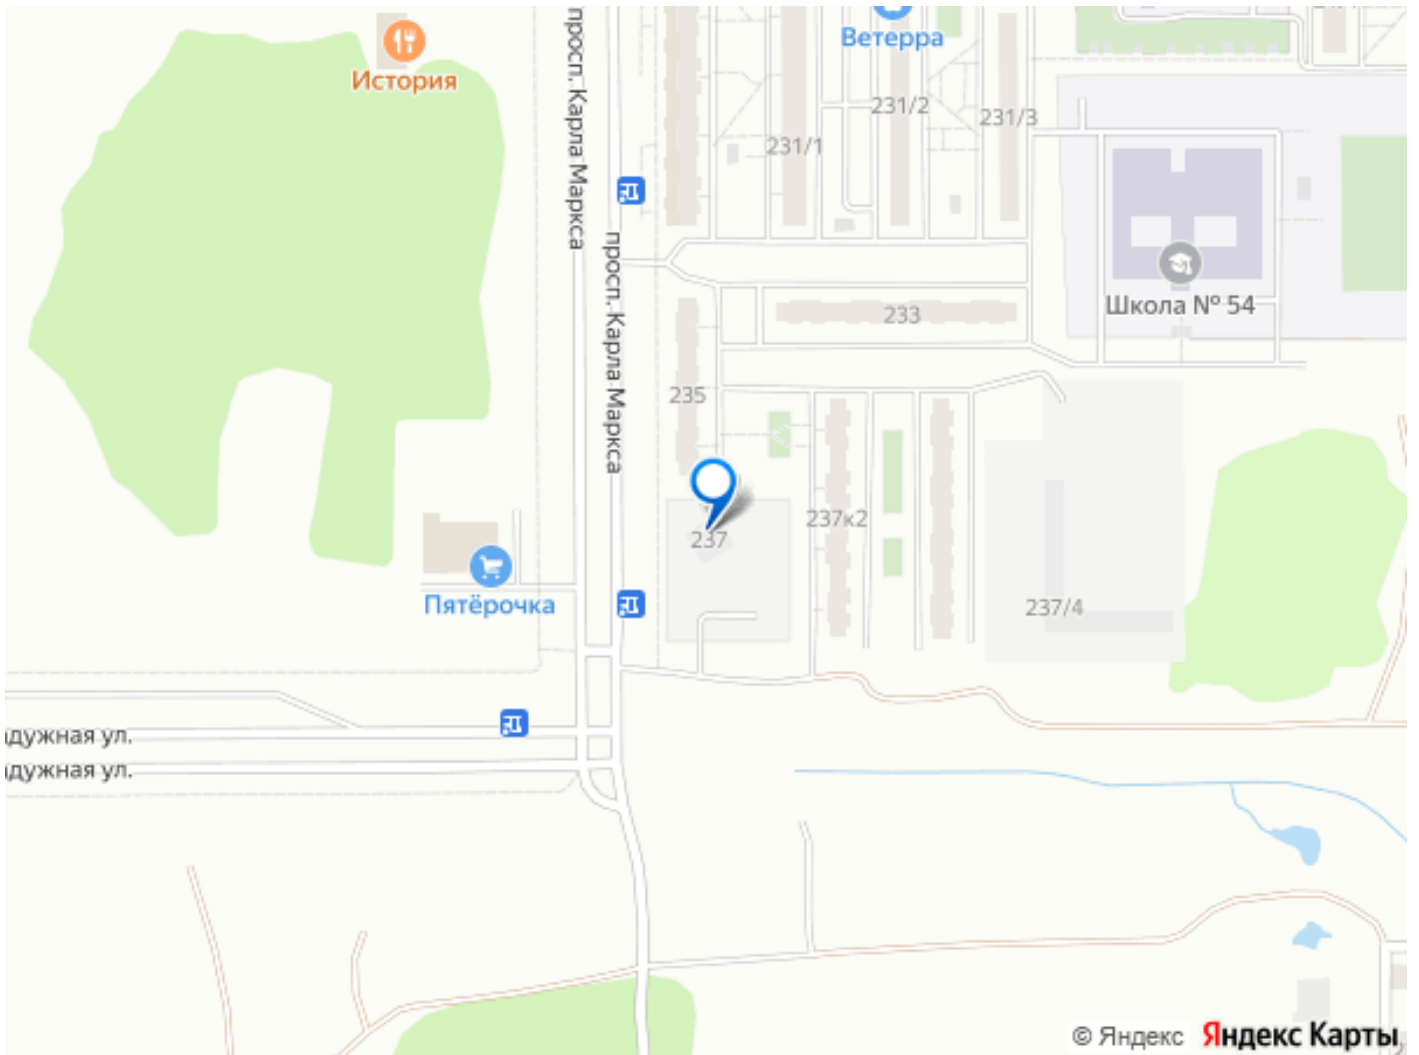 Ветерра
История
просп. Карла Маркса
231/2
231/3
231/1
просп. Карла Маркса
Школа № 54
233
235
237к2
237
Пятёрочка
237/4
дужная ул.
дужная ул.
© Яндекс Яндекс Карты